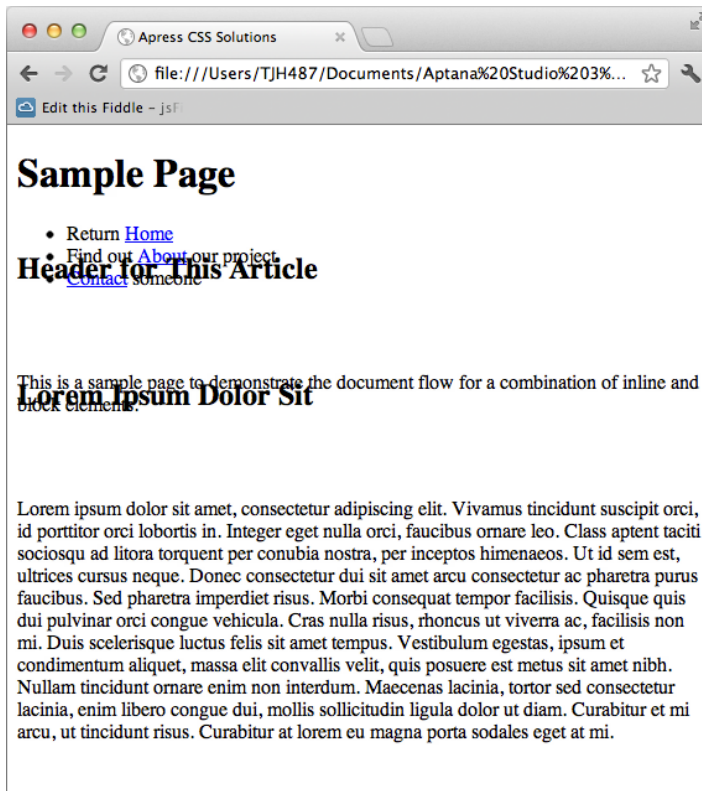 Apress CSS Solutions
file:///Users/TJH487/Documents/Aptana%20Studio%203%...
Edit this Fiddle – jsF
Sample Page
Return Home
Find out About our project
Header for This Article
Contact someone
This is a sample page to demonstrate the document flow for a combination of inline and
Lorem Ipsum Dolor Sit
block elements.
Lorem ipsum dolor sit amet, consectetur adipiscing elit. Vivamus tincidunt suscipit orci,
id porttitor orci lobortis in. Integer eget nulla orci, faucibus ornare leo. Class aptent taciti
sociosqu ad litora torquent per conubia nostra, per inceptos himenaeos. Ut id sem est,
ultrices cursus neque. Donec consectetur dui sit amet arcu consectetur ac pharetra purus
faucibus. Sed pharetra imperdiet risus. Morbi consequat tempor facilisis. Quisque quis
dui pulvinar orci congue vehicula. Cras nulla risus, rhoncus ut viverra ac, facilisis non
mi. Duis scelerisque luctus felis sit amet tempus. Vestibulum egestas, ipsum et
condimentum aliquet, massa elit convallis velit, quis posuere est metus sit amet nibh.
Nullam tincidunt ornare enim non interdum. Maecenas lacinia, tortor sed consectetur
lacinia, enim libero congue dui, mollis sollicitudin ligula dolor ut diam. Curabitur et mi
arcu, ut tincidunt risus. Curabitur at lorem eu magna porta sodales eget at mi.